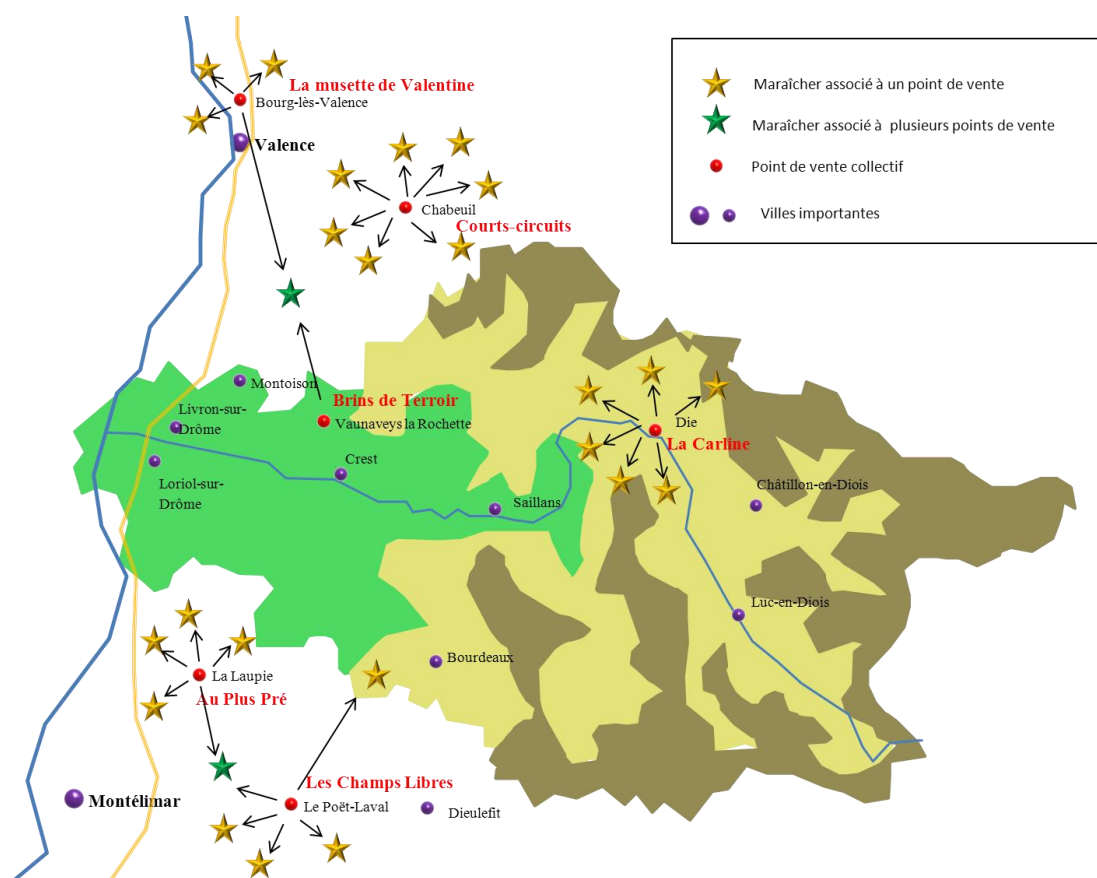 La musette de Valentine
Bourg-lès-Valence
Valence
Chabeuil
Courts-circuits
Maraîcher associé à un point de vente
Maraîcher associé à plusieurs points de vente
Point de vente collectif
Villes importantes
Montoison
Brins de Terroir
Vaunaveys la Rochette
Livron-sur-
Drôme
Loriol-sur-
Drôme
Crest
Saillans
Die
La Carline
Châtillon-en-Diois
Luc-en-Diois
Bourdeaux
La Laupie
Au Plus Pré
Les Champs Libres
Le Poët-Laval
Dieulefit
Montélimar